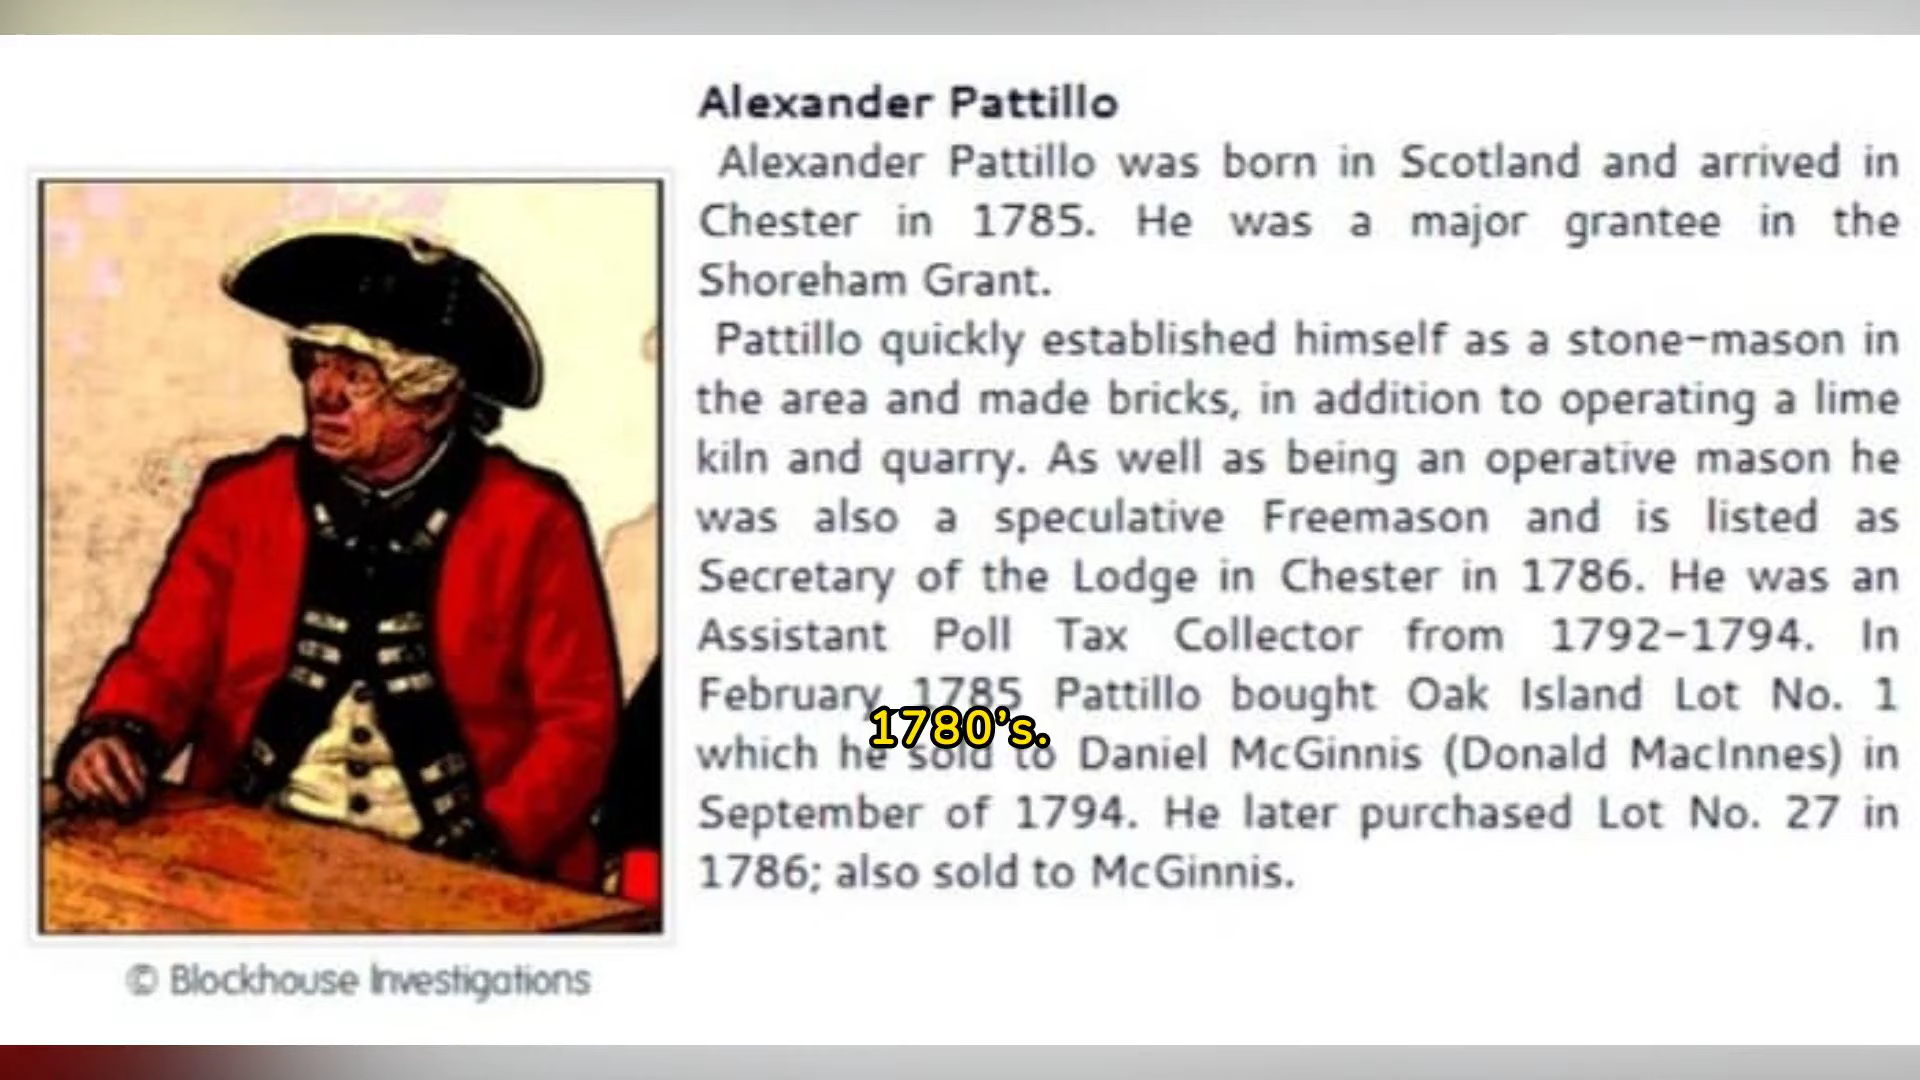 Alexander Pattillo
Alexander Pattillo was born in Scotland and arrived in
Chester in 1785. He was a major grantee in the
Shoreham Grant.
Pattillo quickly established himself as a stone-mason in
the area and made bricks, in addition to operating a lime
kiln and quarry. As well as being an operative mason he
was also a speculative Freemason and is listed as
Secretary of the Lodge in Chester in 1786. He was an
Assistant Poll Tax Collector from 1792-1794. In
February 1785 Pattillo bought Oak Island Lot No. 1
1780's.
which he sold to Daniel McGinnis (Donald MacInnes) in
September of 1794. He later purchased Lot No. 27 in
1786; also sold to McGinnis.
© Blockhouse Investigations